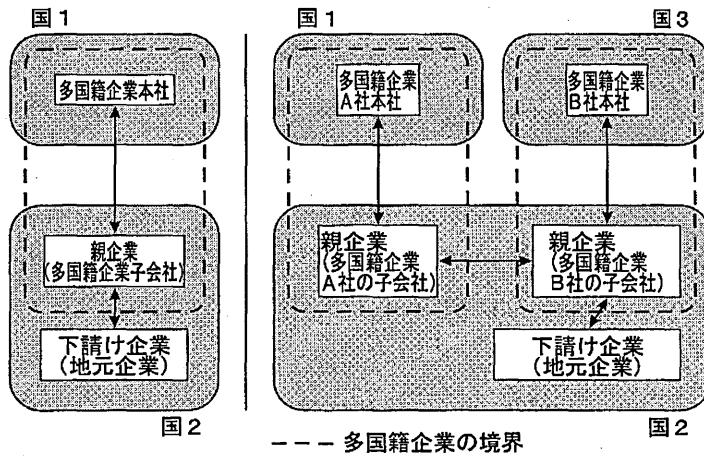 国1
多国籍企業本社
親企業
(多国籍企業子会社)
下請け企業
(地元企業)
国2
国1
国3
多国籍企業
A社本社
多国籍企業
B社本社
親企業
(多国籍企業
A社の子会社)
親企業
(多国籍企業
B社の子会社)
下請け企業
(地元企業)
国2
--- 多国籍企業の境界